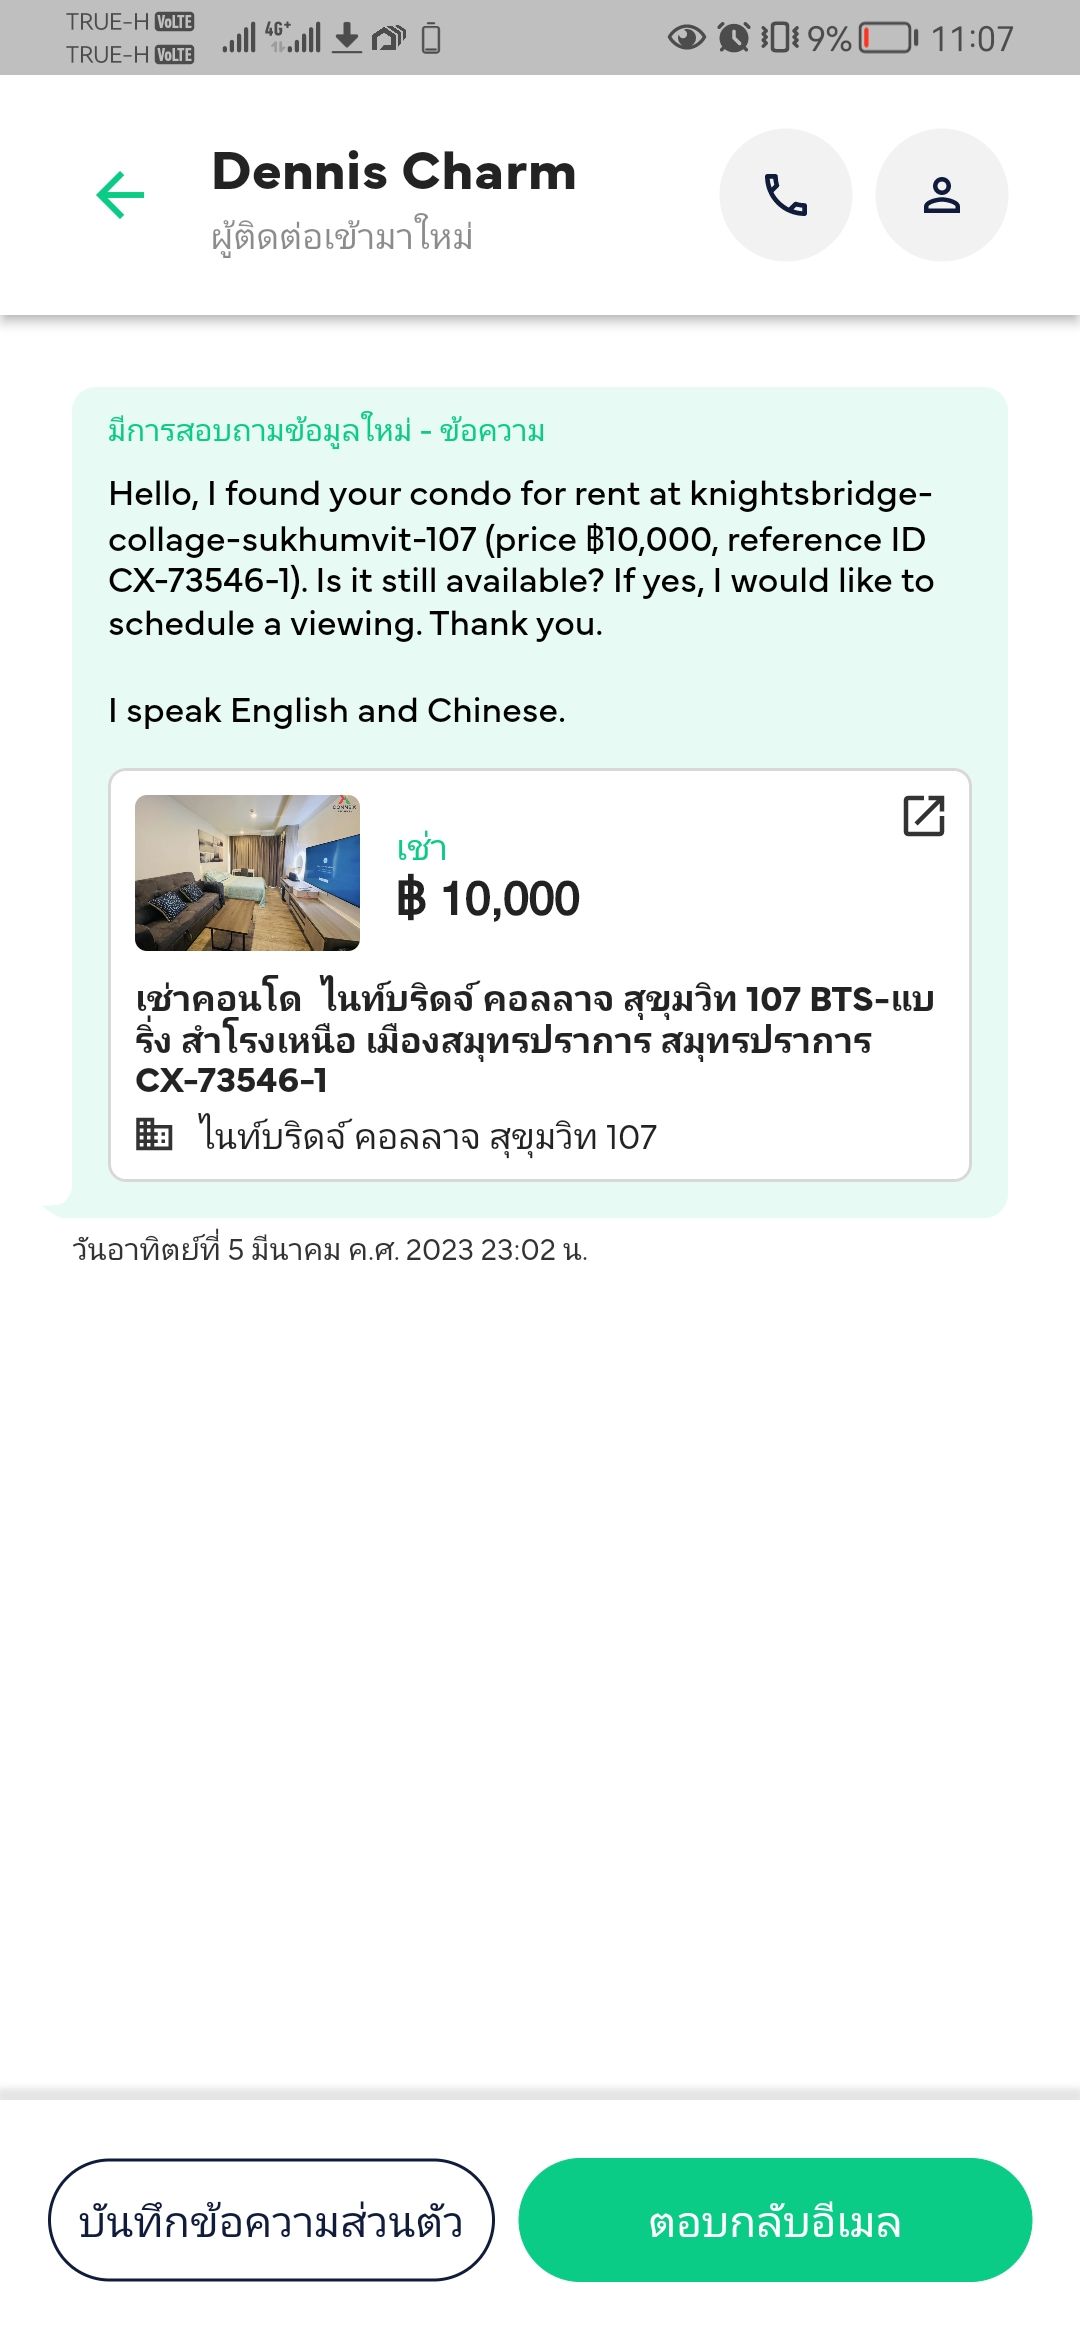 TRUE-H VoLTE 4G+ 9% 11:07
TRUE-H VoLTE
Dennis Charm
ผู้ติดต่อเข้ามาใหม่
มีการสอบถามข้อมูลใหม่ - ข้อความ
Hello, I found your condo for rent at knightsbridge-
collage-sukhumvit-107 (price ฿10,000, reference ID
CX-73546-1). Is it still available? If yes, I would like to
schedule a viewing. Thank you.
I speak English and Chinese.
เช่า
฿ 10,000
เช่าคอนโด ไนท์บริดจ์ คอลลาจ สุขุมวิท 107 BTS-แบ
ริ่ง สำโรงเหนือ เมืองสมุทรปราการ สมุทรปราการ
CX-73546-1
ไนท์บริดจ์ คอลลาจ สุขุมวิท 107
วันอาทิตย์ที่ 5 มีนาคม ค.ศ. 2023 23:02 น.
บันทึกข้อความส่วนตัว
ตอบกลับอีเมล